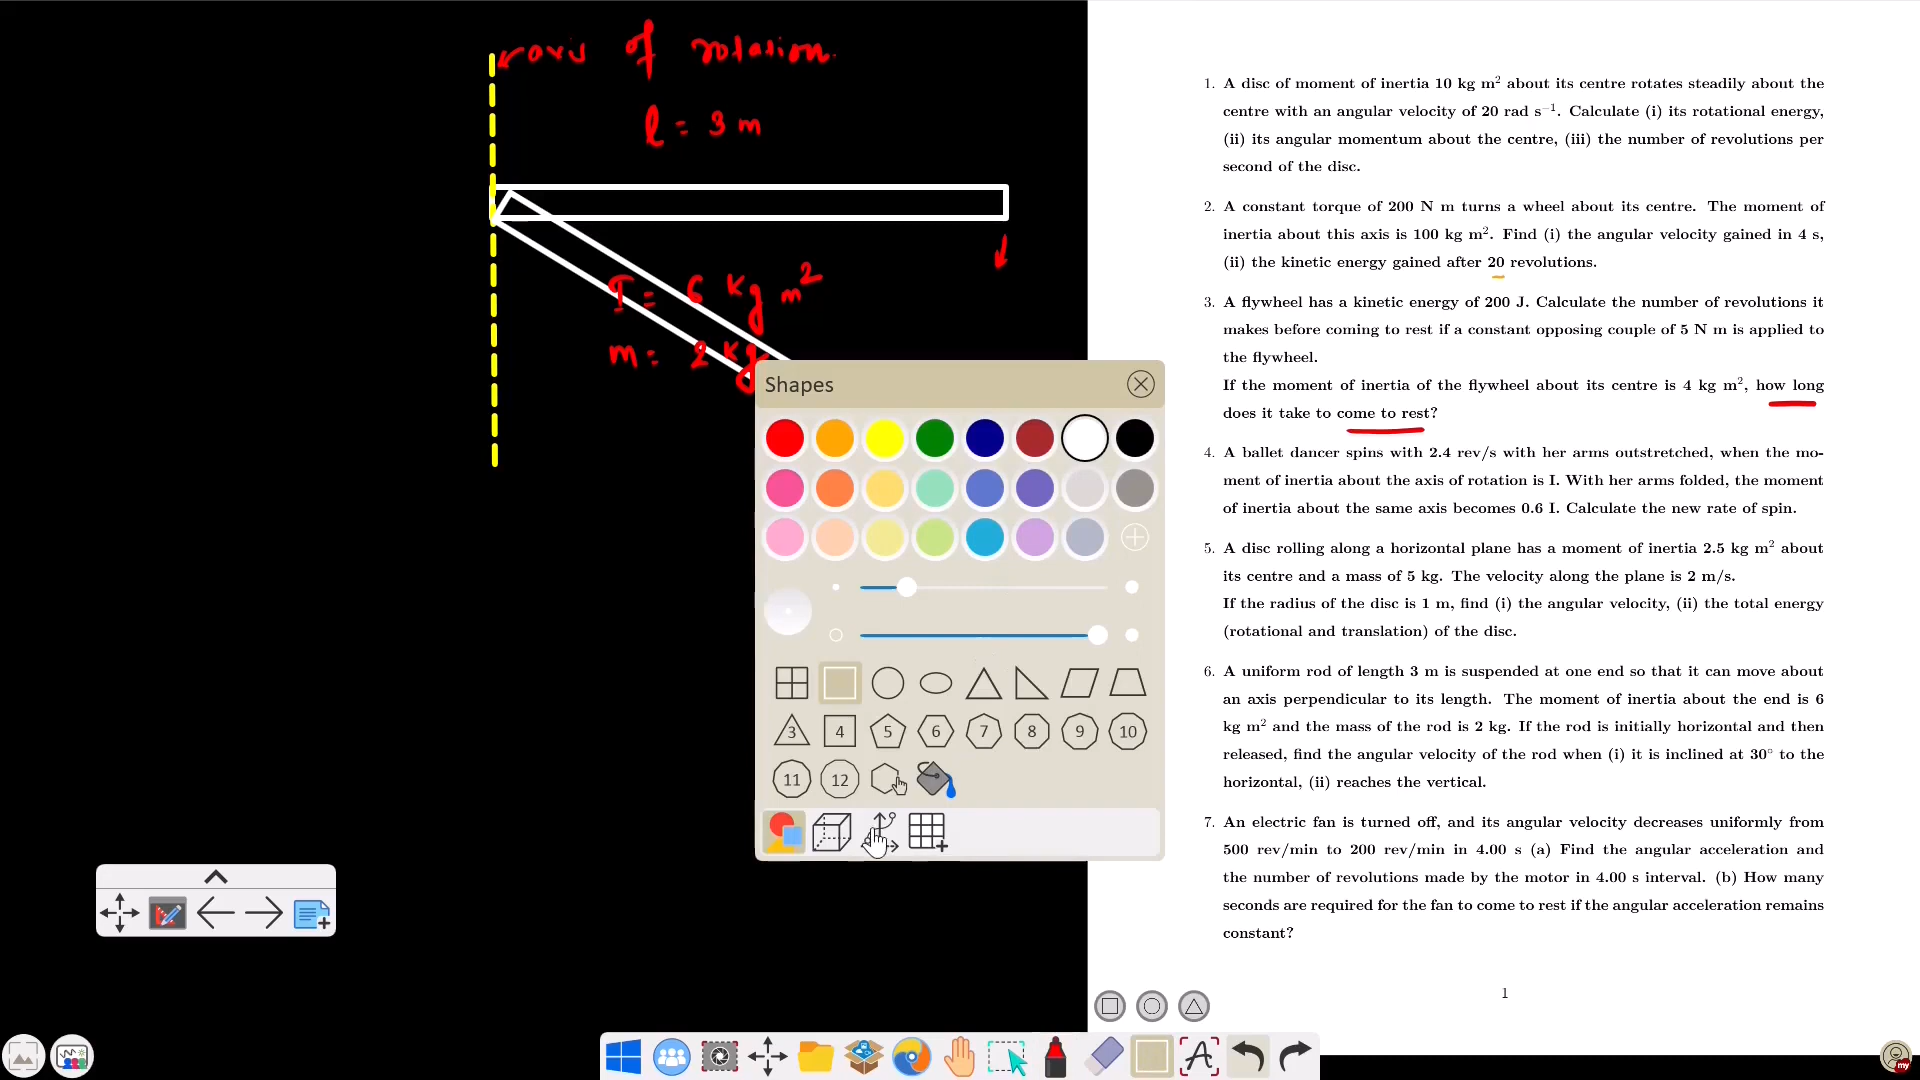 axis of rotation.
l = 3 m
I = 6 Kg m²
m = 2 Kg
Shapes
3 4 5 6 7 8 9 10
11 12
1. A disc of moment of inertia 10 kg m² about its centre rotates steadily about the
centre with an angular velocity of 20 rad s⁻¹. Calculate (i) its rotational energy,
(ii) its angular momentum about the centre, (iii) the number of revolutions per
second of the disc.
2. A constant torque of 200 N m turns a wheel about its centre. The moment of
inertia about this axis is 100 kg m². Find (i) the angular velocity gained in 4 s,
(ii) the kinetic energy gained after 20 revolutions.
3. A flywheel has a kinetic energy of 200 J. Calculate the number of revolutions it
makes before coming to rest if a constant opposing couple of 5 N m is applied to
the flywheel.
If the moment of inertia of the flywheel about its centre is 4 kg m², how long
does it take to come to rest?
4. A ballet dancer spins with 2.4 rev/s with her arms outstretched, when the mo-
ment of inertia about the axis of rotation is I. With her arms folded, the moment
of inertia about the same axis becomes 0.6 I. Calculate the new rate of spin.
5. A disc rolling along a horizontal plane has a moment of inertia 2.5 kg m² about
its centre and a mass of 5 kg. The velocity along the plane is 2 m/s.
If the radius of the disc is 1 m, find (i) the angular velocity, (ii) the total energy
(rotational and translation) of the disc.
6. A uniform rod of length 3 m is suspended at one end so that it can move about
an axis perpendicular to its length. The moment of inertia about the end is 6
kg m² and the mass of the rod is 2 kg. If the rod is initially horizontal and then
released, find the angular velocity of the rod when (i) it is inclined at 30° to the
horizontal, (ii) reaches the vertical.
7. An electric fan is turned off, and its angular velocity decreases uniformly from
500 rev/min to 200 rev/min in 4.00 s (a) Find the angular acceleration and
the number of revolutions made by the motor in 4.00 s interval. (b) How many
seconds are required for the fan to come to rest if the angular acceleration remains
constant?
1